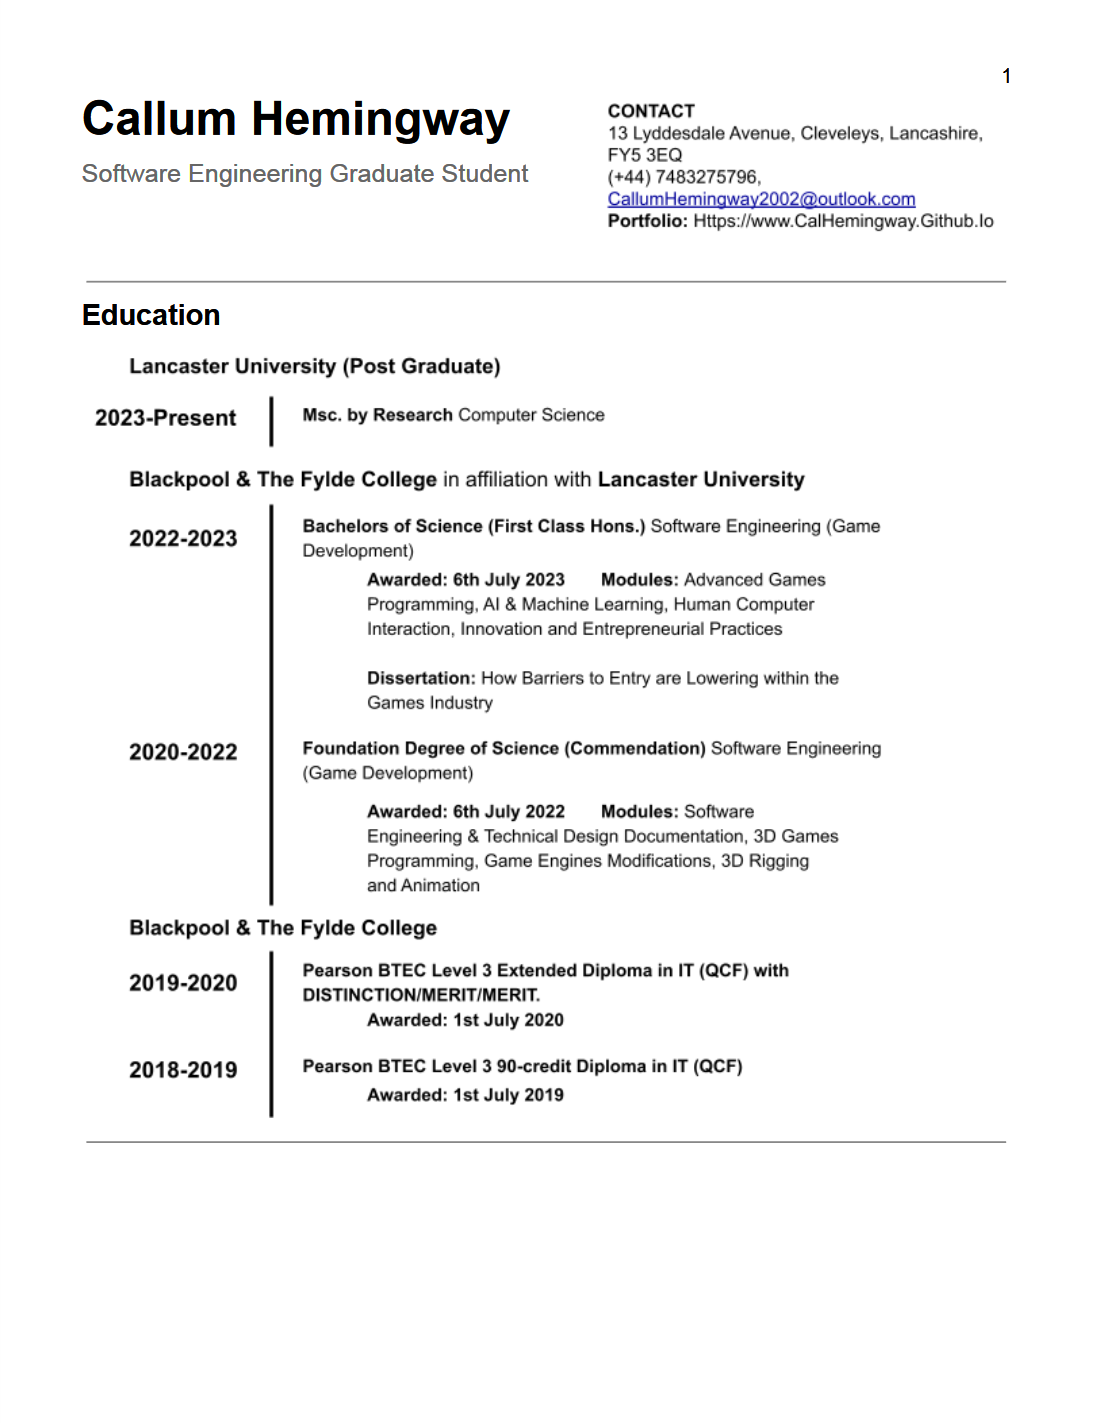 1
Callum Hemingway
Software Engineering Graduate Student
CONTACT
13 Lyddesdale Avenue, Cleveleys, Lancashire,
FY5 3EQ
(+44) 7483275796,
CallumHemingway2002@outlook.com
Portfolio: Https://www.CalHemingway.Github.Io
Education
Lancaster University (Post Graduate)
2023-Present
Msc. by Research Computer Science
Blackpool & The Fylde College in affiliation with Lancaster University
2022-2023
Bachelors of Science (First Class Hons.) Software Engineering (Game
Development)
Awarded: 6th July 2023 Modules: Advanced Games
Programming, AI & Machine Learning, Human Computer
Interaction, Innovation and Entrepreneurial Practices
Dissertation: How Barriers to Entry are Lowering within the
Games Industry
2020-2022
Foundation Degree of Science (Commendation) Software Engineering
(Game Development)
Awarded: 6th July 2022 Modules: Software
Engineering & Technical Design Documentation, 3D Games
Programming, Game Engines Modifications, 3D Rigging
and Animation
Blackpool & The Fylde College
2019-2020
Pearson BTEC Level 3 Extended Diploma in IT (QCF) with
DISTINCTION/MERIT/MERIT.
Awarded: 1st July 2020
2018-2019
Pearson BTEC Level 3 90-credit Diploma in IT (QCF)
Awarded: 1st July 2019